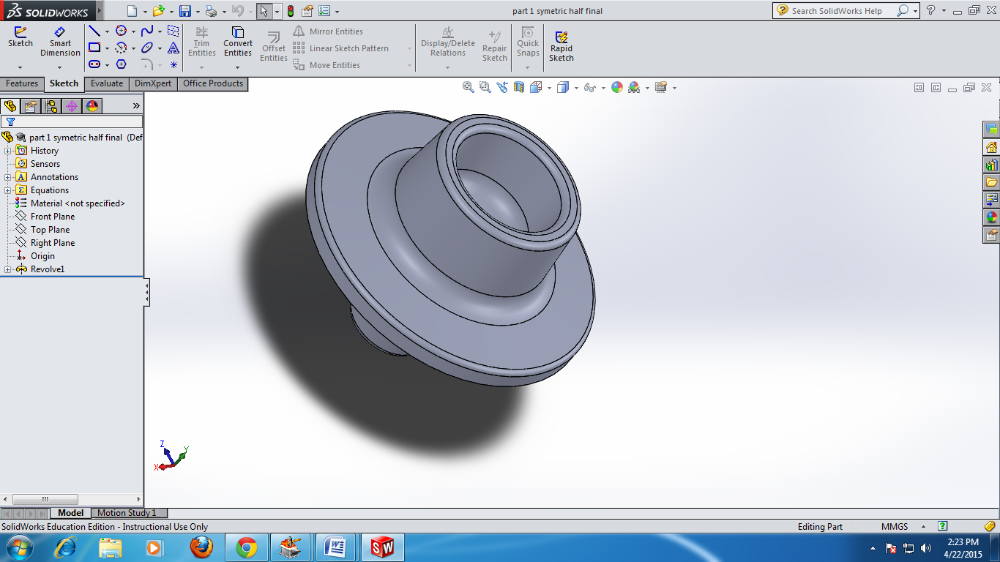 SOLIDWORKS
part 1 symetric half final
Search SolidWorks Help
Sketch
Smart Dimension
Trim Entities
Convert Entities
Offset Entities
Mirror Entities
Linear Sketch Pattern
Move Entities
Display/Delete Relations
Repair Sketch
Quick Snaps
Rapid Sketch
Features Sketch Evaluate DimXpert Office Products
part 1 symetric half final (Def
History
Sensors
A Annotations
Σ Equations
Material <not specified>
Front Plane
Top Plane
Right Plane
Origin
Revolve1
Z
Y
X
Model Motion Study 1
SolidWorks Education Edition - Instructional Use Only
Editing Part MMGS
2:23 PM
4/22/2015